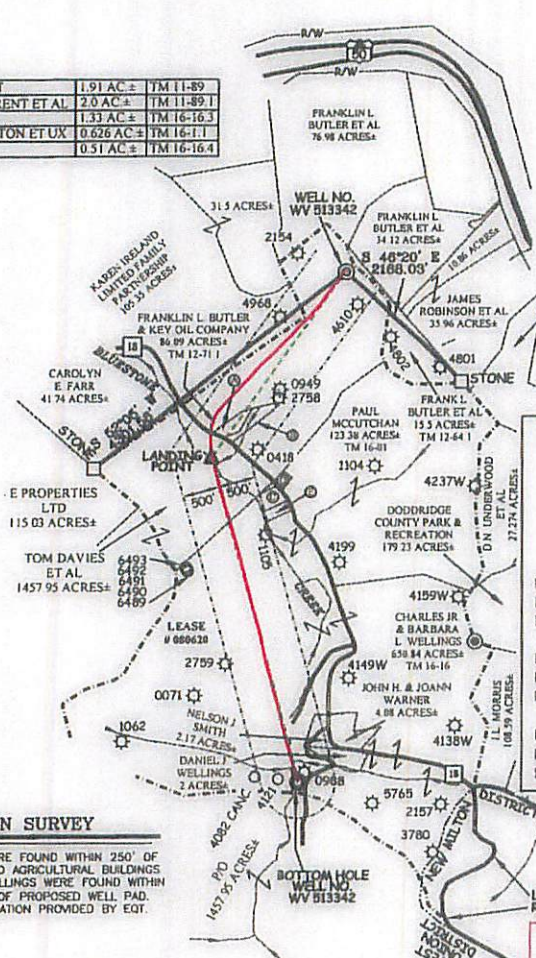 1.91 AC.± TM 11-89
RENT ET AL 2.0 AC.± TM 11-89.1
1.33 AC.± TM 16-16.3
TON ET UX 0.626 AC.± TM 16-1.1
0.51 AC.± TM 16-16.4
R/W
50
R/W
FRANKLIN L
BUTLER ET AL
76.98 ACRES±
31.5 ACRES±
WELL NO.
WV 513342
2154
FRANKLIN L
BUTLER ET AL
34.12 ACRES±
S 46°20' E
2168.03'
10.86 ACRES±
KAREN IRELAND
LIMITED FAMILY
PARTNERSHIP
105.35 ACRES±
4968
4610
JAMES
ROBINSON ET AL
35.96 ACRES±
FRANKLIN L. BUTLER
& KEY OIL COMPANY
86.09 ACRES±
TM 12-71.1
18
BLUESTONE
4801
STONE
CAROLYN
E. FARR
41.74 ACRES±
0949
2758
FRANK L
BUTLER ET AL
15.5 ACRES±
TM 12-64.1
PAUL
MCCUTCHAN
123.38 ACRES±
TM 16-81
STONE
LANDING
POINT
0418
1104
4237W
D.N. UNDERWOOD
ET AL
27.274 ACRES±
E PROPERTIES
LTD
115.03 ACRES±
500'
500'
DODDRIDGE
COUNTY PARK &
RECREATION
179.23 ACRES±
TOM DAVIES
ET AL
1457.95 ACRES±
6493
6492
6491
6490
6489
1105
4199
CREEK
4159W
LEASE
# 080620
CHARLES JR.
& BARBARA
L WELLINGS
650.84 ACRES±
TM 16-16
2759
4149W
0071
JOHN H. & JOANN
WARNER
4.08 ACRES±
I.L. MORRIS
108.59 ACRES±
NELSON J
SMITH
2.17 ACRES±
1062
4138W
DANIEL J
WELLINGS
2 ACRES±
0988
18
DISTRICT
4082 CANC.
4121
5765
2157
NEW MILTON
3780
N SURVEY
RE FOUND WITHIN 250' OF
D AGRICULTURAL BUILDINGS
LLINGS WERE FOUND WITHIN
OF PROPOSED WELL PAD.
ATION PROVIDED BY EQT.
P/O
1457.95 ACRES±
BOTTOM HOLE
WELL NO.
WV 513342
UNION
DISTRICT